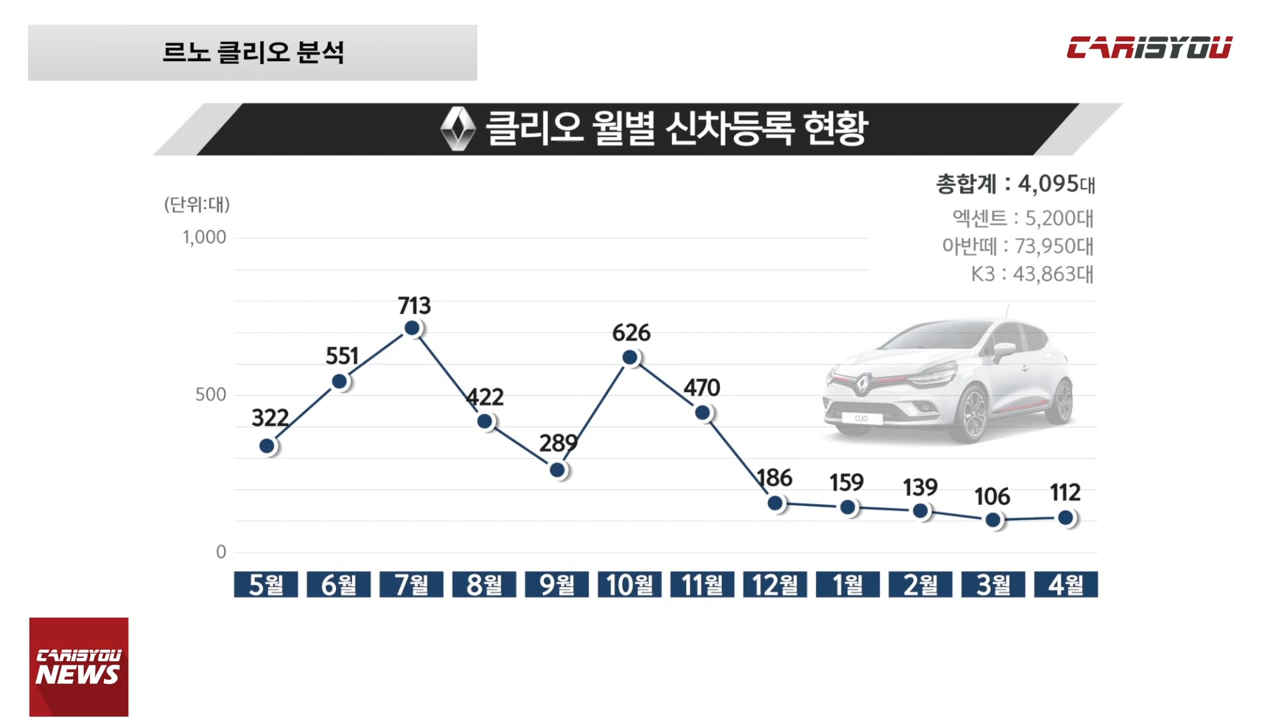 르노 클리오 분석
CARISYOU
클리오 월별 신차등록 현황
총합계 : 4,095대
엑센트 : 5,200대
아반떼 : 73,950대
K3 : 43,863대
(단위:대)
1,000
500
0
322
551
713
422
289
626
470
186
159
139
106
112
CLIO
5월 6월 7월 8월 9월 10월 11월 12월 1월 2월 3월 4월
CARISYOU
NEWS